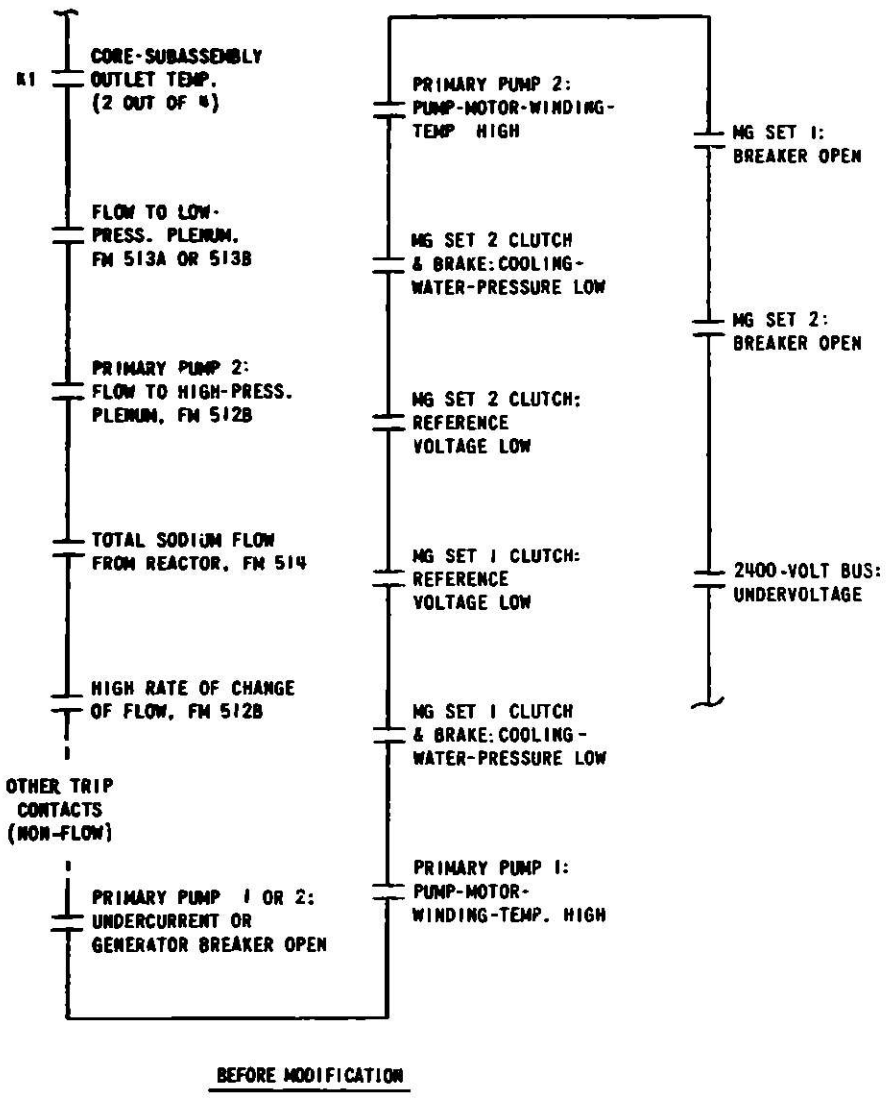 K1
CORE-SUBASSEMBLY
OUTLET TEMP.
(2 OUT OF 4)
FLOW TO LOW-
PRESS. PLENUM,
FM 513A OR 513B
PRIMARY PUMP 2:
FLOW TO HIGH-PRESS.
PLENUM, FM 512B
TOTAL SODIUM FLOW
FROM REACTOR, FM 514
HIGH RATE OF CHANGE
OF FLOW, FM 512B
OTHER TRIP
CONTACTS
(NON-FLOW)
PRIMARY PUMP 1 OR 2:
UNDERCURRENT OR
GENERATOR BREAKER OPEN
PRIMARY PUMP 2:
PUMP-MOTOR-WINDING-
TEMP HIGH
MG SET 2 CLUTCH
& BRAKE: COOLING-
WATER-PRESSURE LOW
MG SET 2 CLUTCH:
REFERENCE
VOLTAGE LOW
MG SET 1 CLUTCH:
REFERENCE
VOLTAGE LOW
MG SET 1 CLUTCH
& BRAKE: COOLING-
WATER-PRESSURE LOW
PRIMARY PUMP 1:
PUMP-MOTOR-
WINDING-TEMP. HIGH
MG SET 1:
BREAKER OPEN
MG SET 2:
BREAKER OPEN
2400-VOLT BUS:
UNDERVOLTAGE
BEFORE MODIFICATION